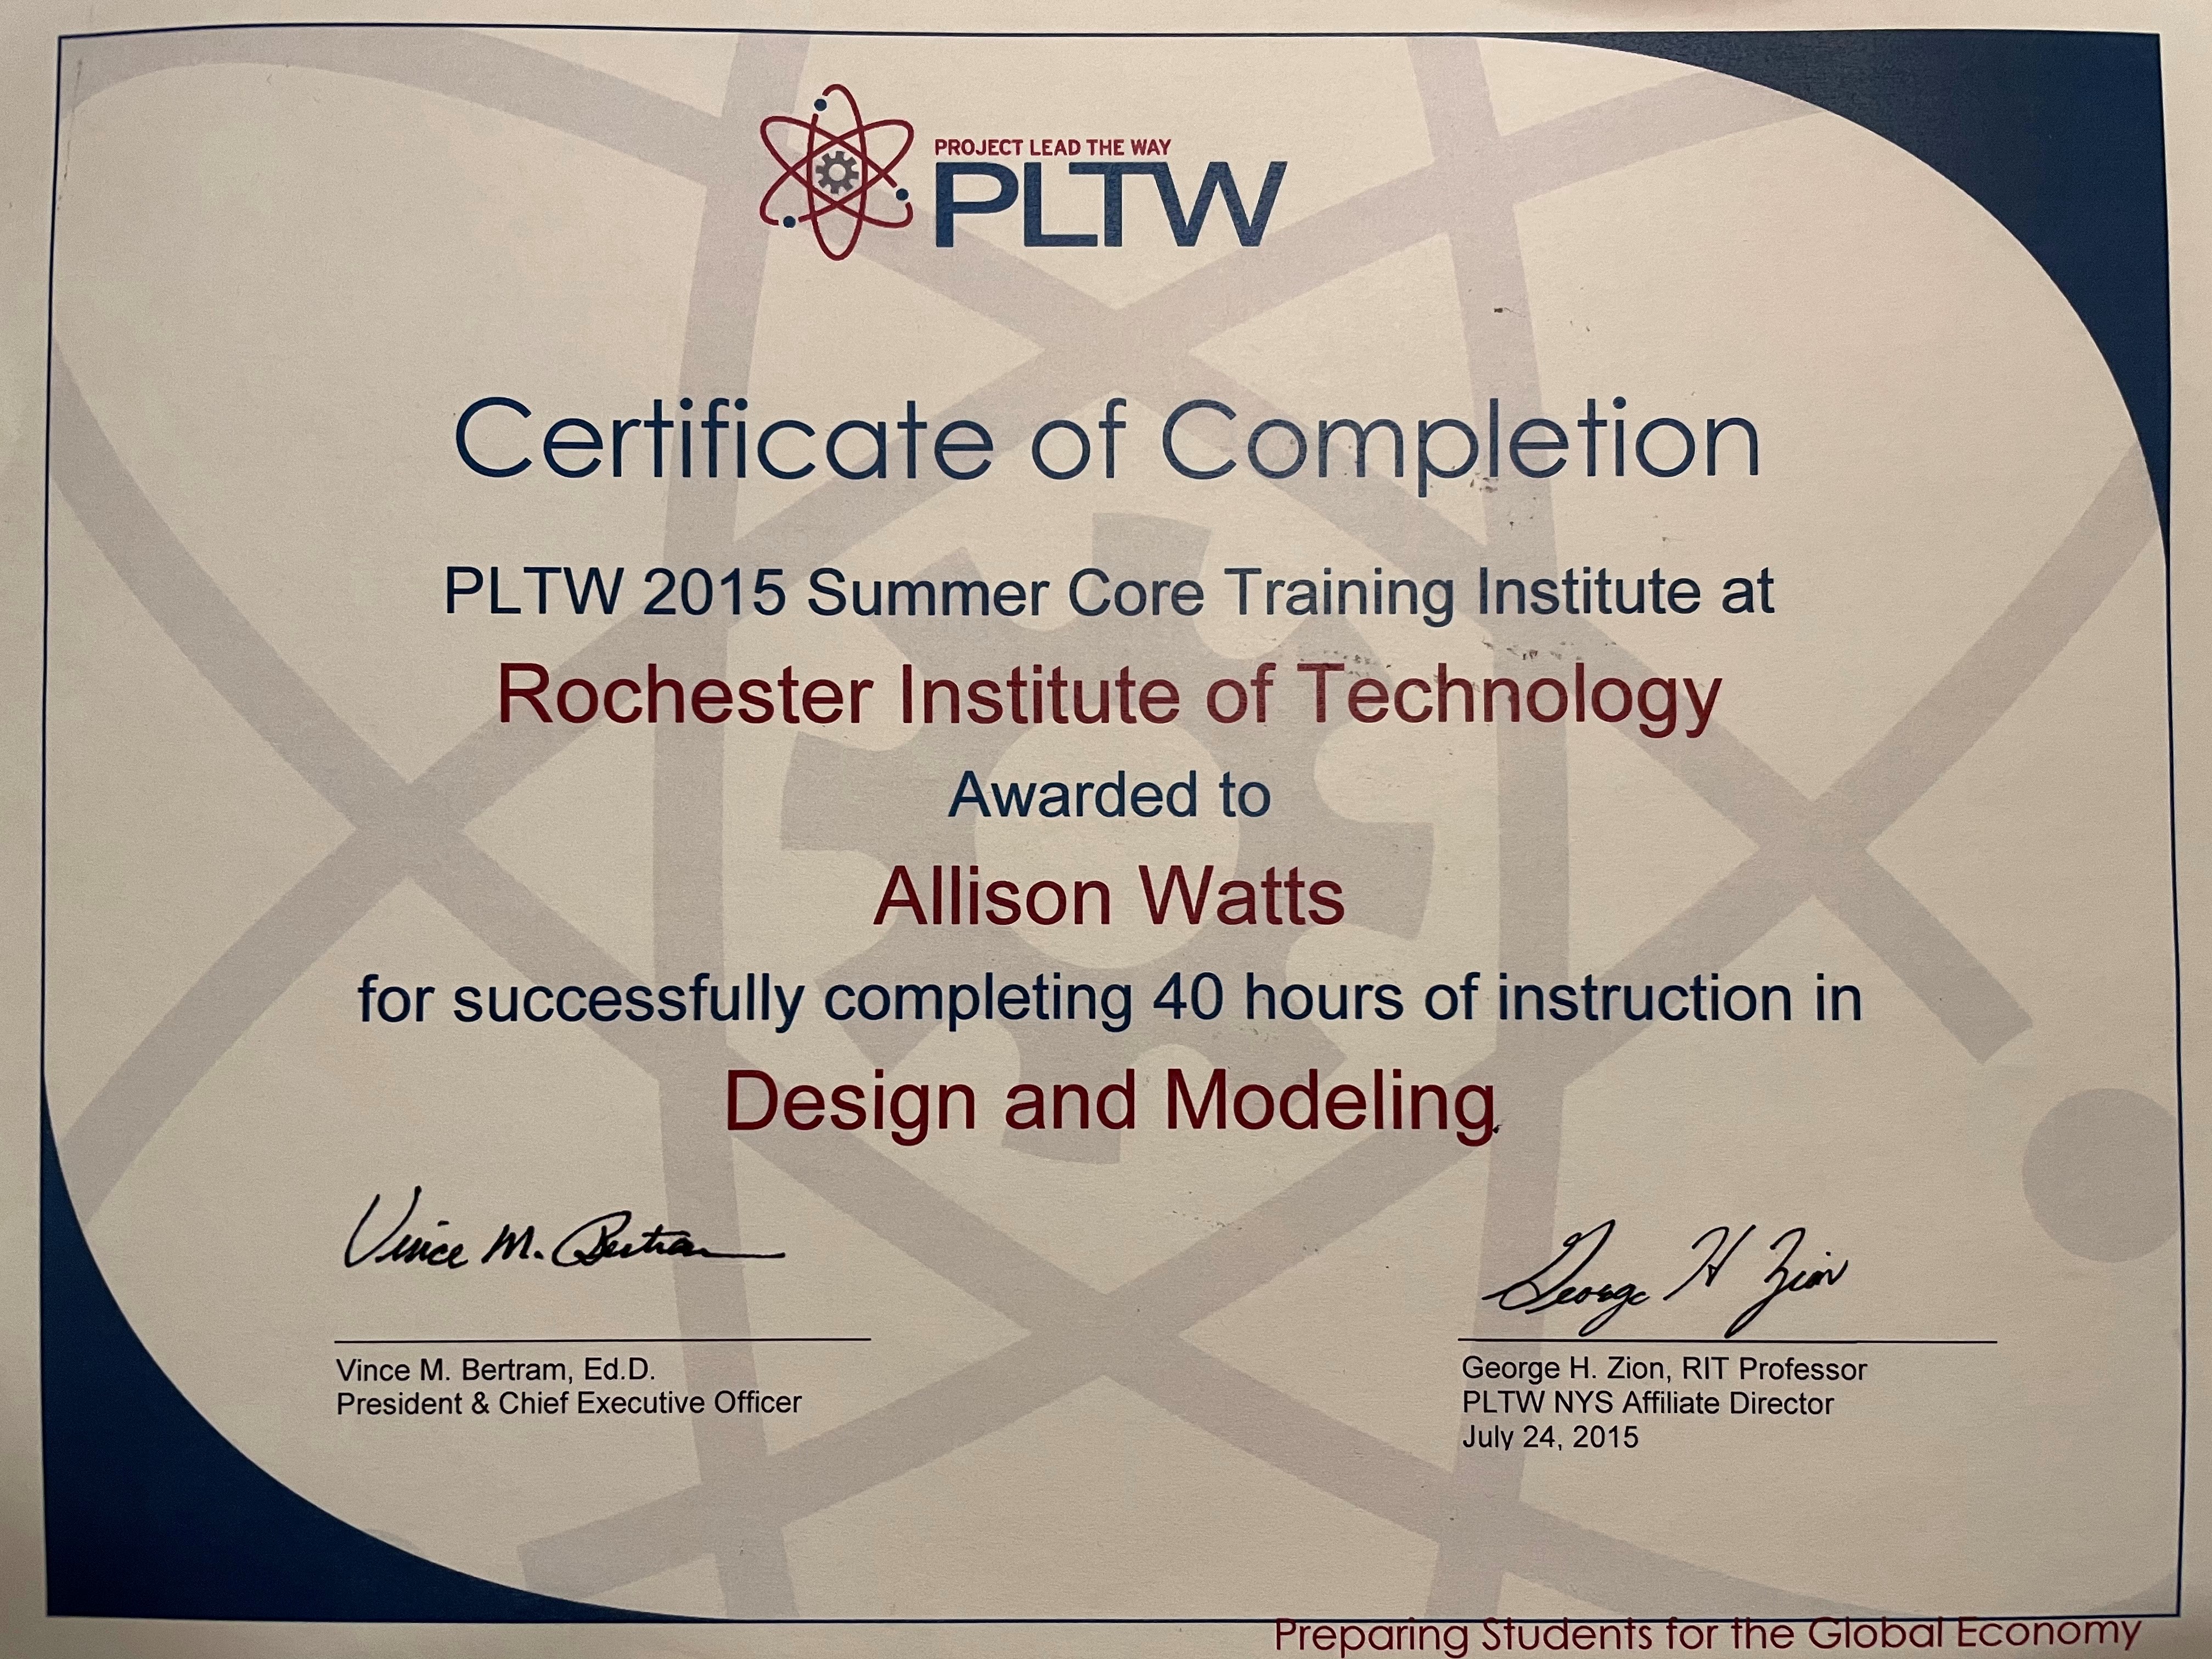 PROJECT LEAD THE WAY
PLTW
Certificate of Completion
PLTW 2015 Summer Core Training Institute at
Rochester Institute of Technology
Awarded to
Allison Watts
for successfully completing 40 hours of instruction in
Design and Modeling
Vince M. Bertram
George H Zion
Vince M. Bertram, Ed.D.
President & Chief Executive Officer
George H. Zion, RIT Professor
PLTW NYS Affiliate Director
July 24, 2015
Preparing Students for the Global Economy